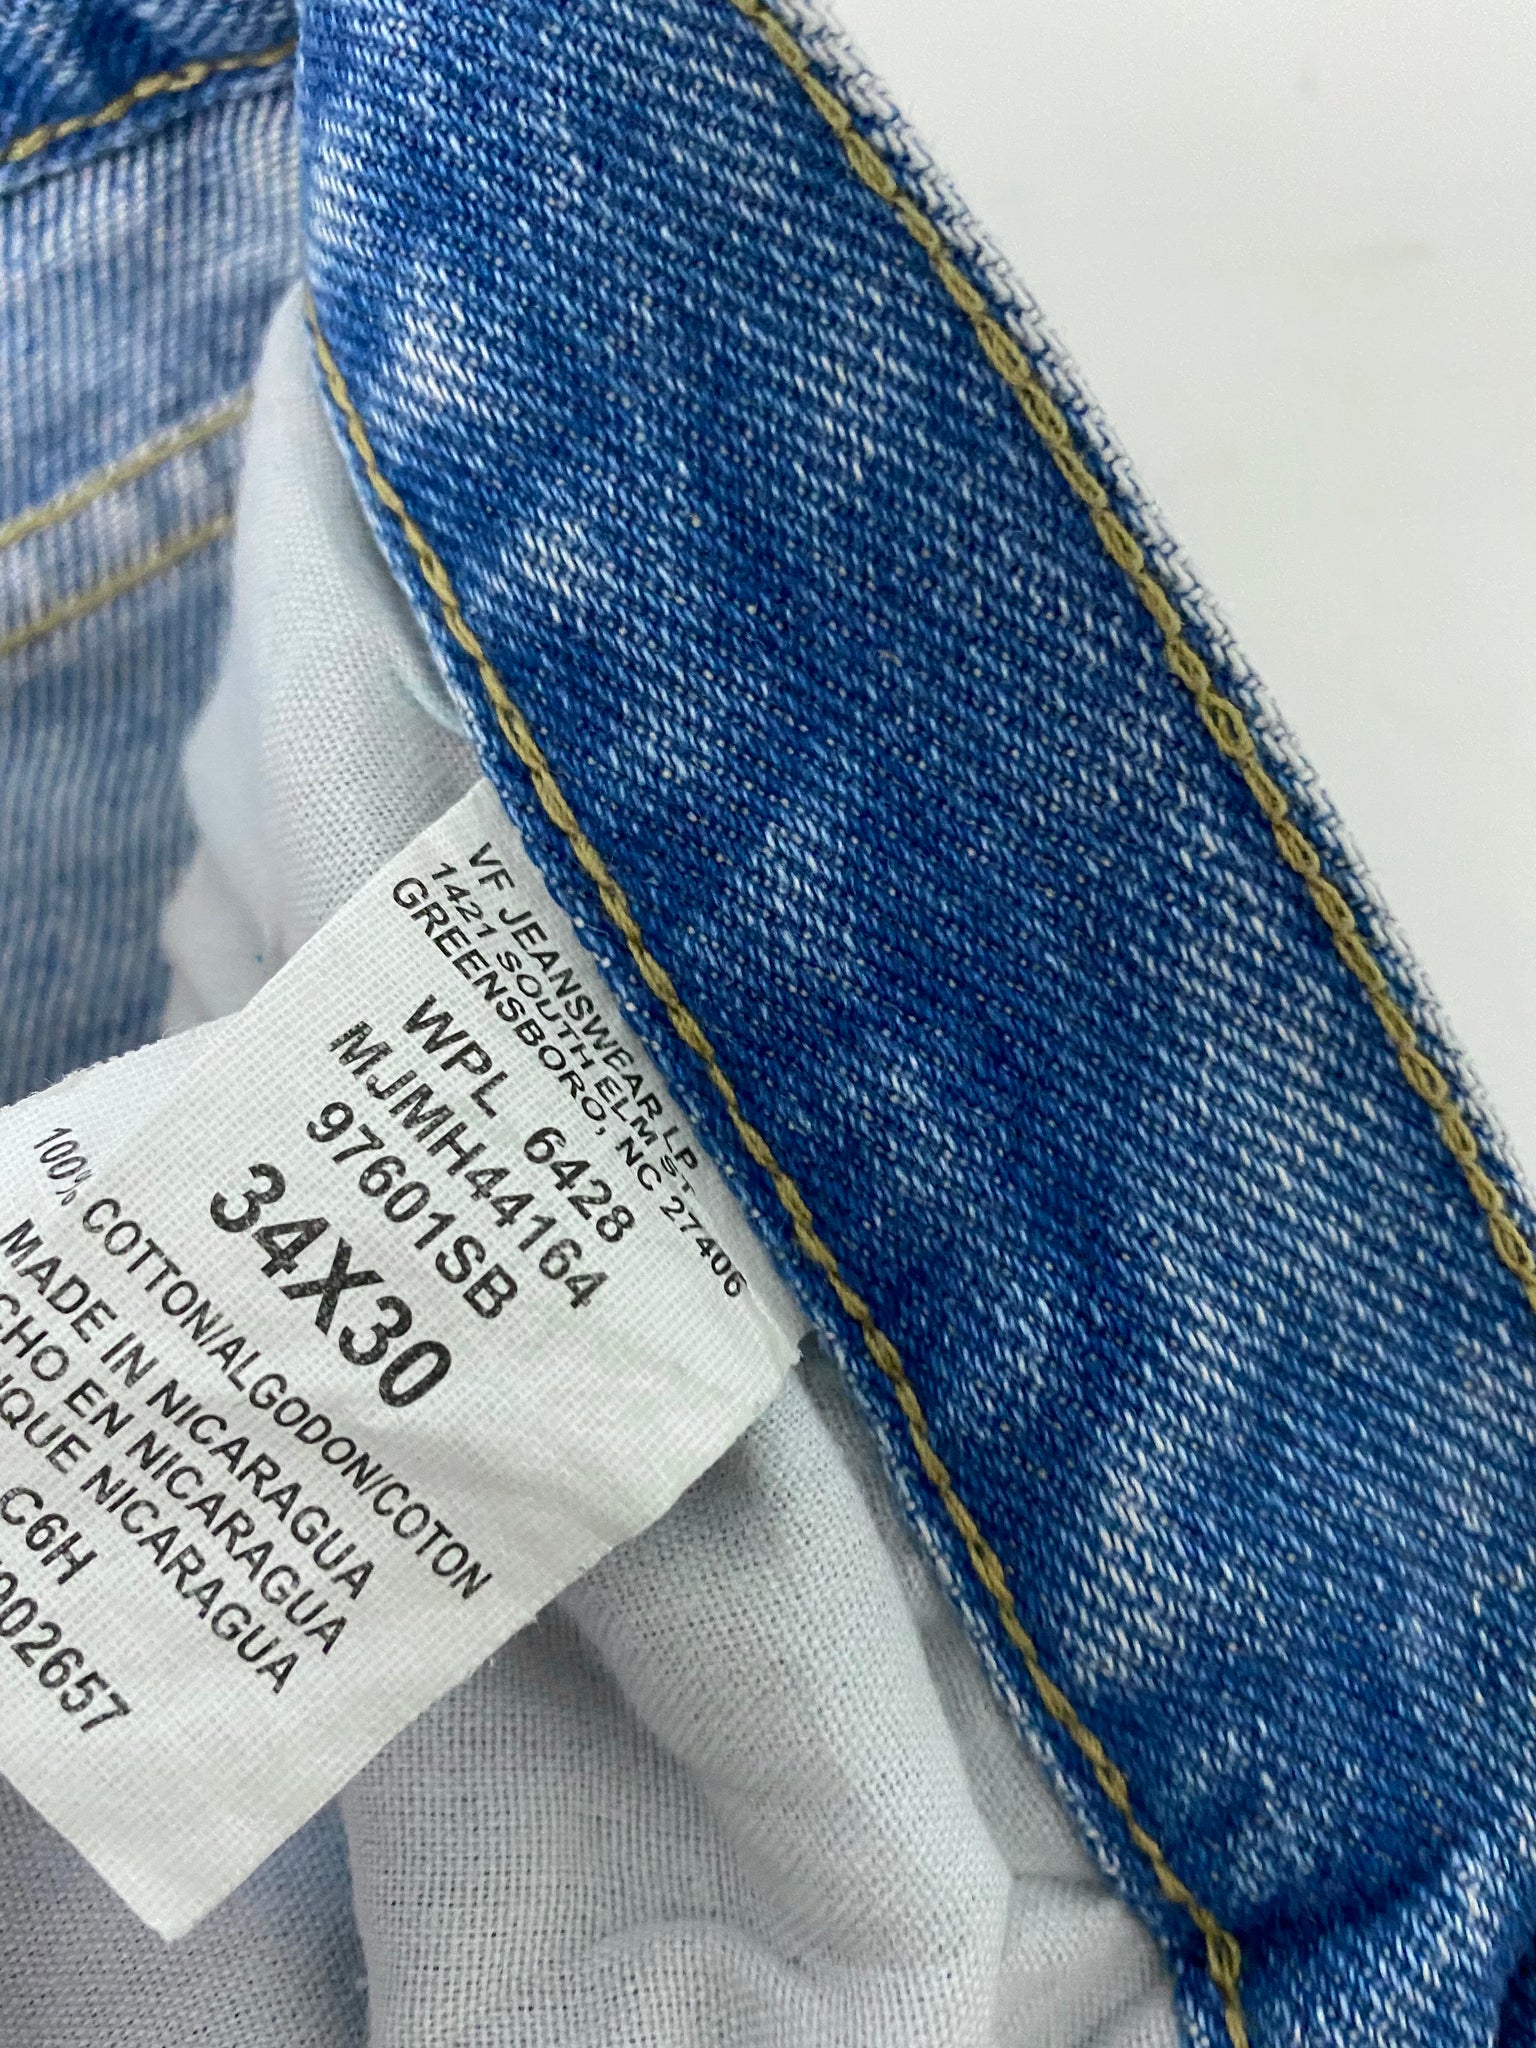 VF JEANSWEAR LP
1421 SOUTH ELM ST
GREENSBORO, NC 27406
WPL 6428
MJMH44164
97601SB
34X30
100% COTTON/ALGODON/COTON
MADE IN NICARAGUA
CHO EN NICARAGUA
IQUE NICARAGUA
C6H
902657